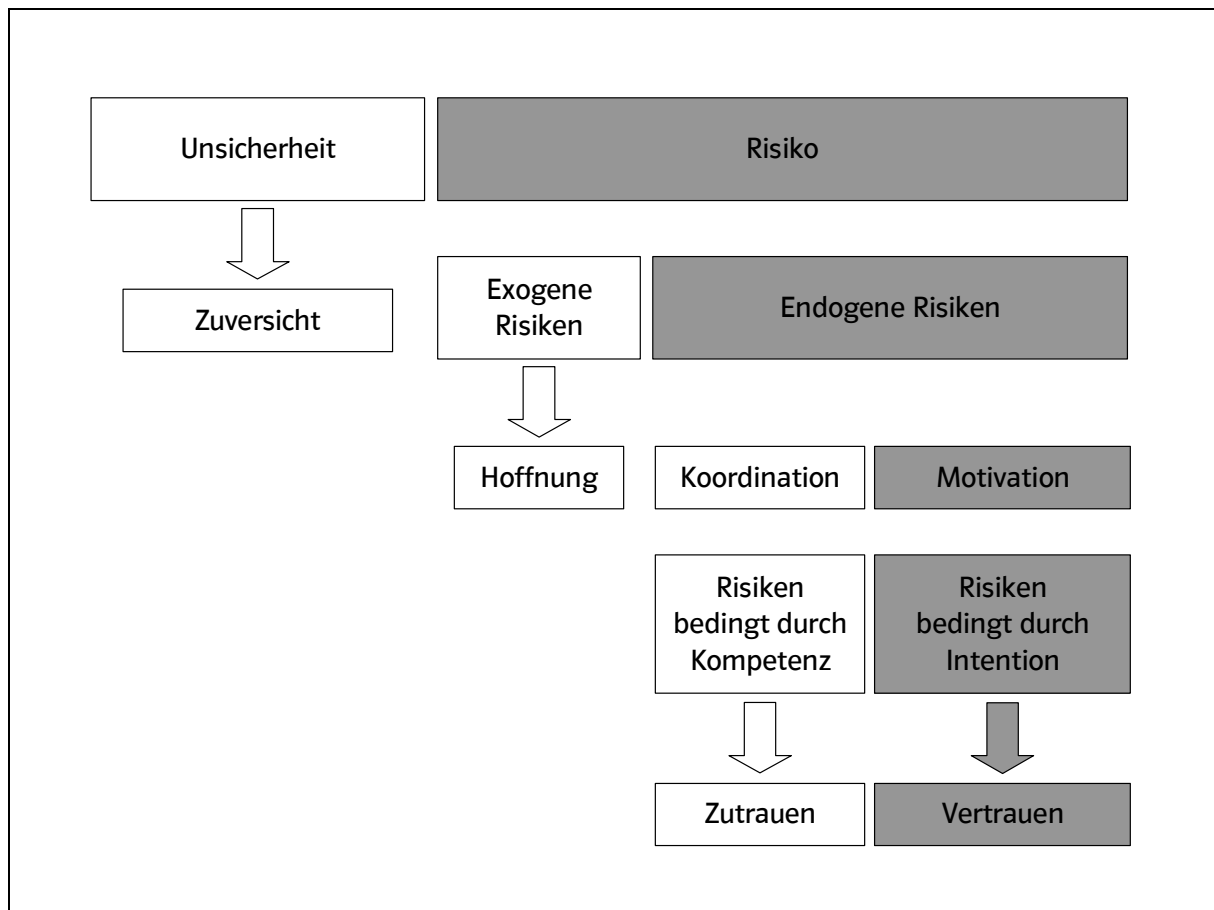 Unsicherheit
Risiko
Zuversicht
Exogene
Risiken
Endogene Risiken
Hoffnung
Koordination
Motivation
Risiken
bedingt durch
Kompetenz
Risiken
bedingt durch
Intention
Zutrauen
Vertrauen